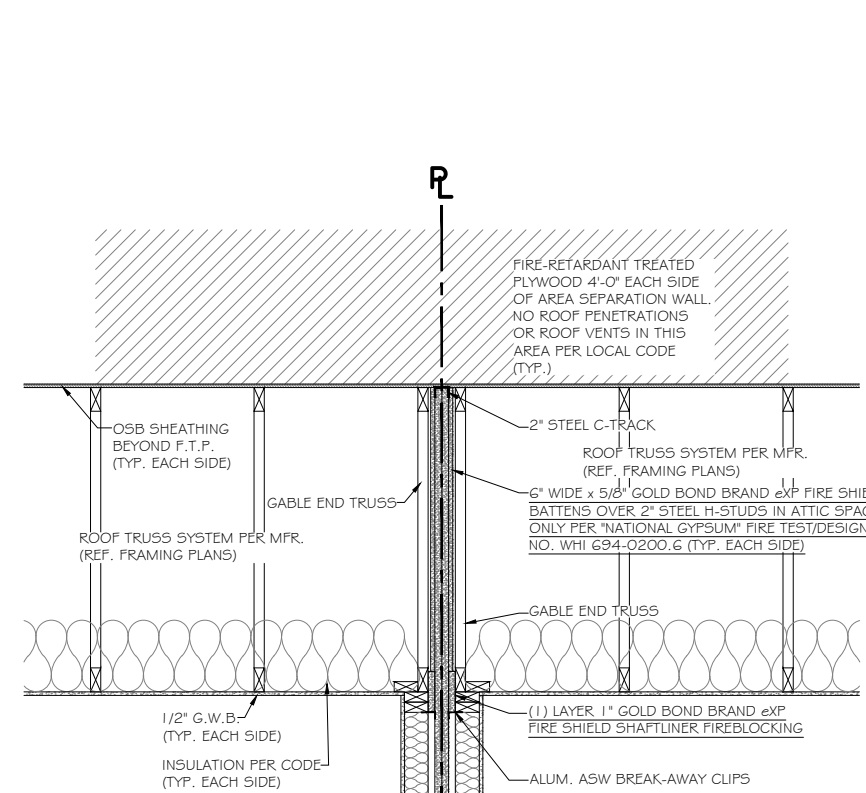 PL
FIRE-RETARDANT TREATED
PLYWOOD 4'-0" EACH SIDE
OF AREA SEPARATION WALL.
NO ROOF PENETRATIONS
OR ROOF VENTS IN THIS
AREA PER LOCAL CODE
(TYP.)
OSB SHEATHING
BEYOND F.T.P.
(TYP. EACH SIDE)
2" STEEL C-TRACK
ROOF TRUSS SYSTEM PER MFR.
(REF. FRAMING PLANS)
GABLE END TRUSS
6" WIDE x 5/8" GOLD BOND BRAND eXP FIRE SHIE
BATTENS OVER 2" STEEL H-STUDS IN ATTIC SPAC
ONLY PER "NATIONAL GYPSUM" FIRE TEST/DESIGN
NO. WHI 694-0200.6 (TYP. EACH SIDE)
ROOF TRUSS SYSTEM PER MFR.
(REF. FRAMING PLANS)
GABLE END TRUSS
1/2" G.W.B.
(TYP. EACH SIDE)
(1) LAYER 1" GOLD BOND BRAND eXP
FIRE SHIELD SHAFTLINER FIREBLOCKING
INSULATION PER CODE
(TYP. EACH SIDE)
ALUM. ASW BREAK-AWAY CLIPS